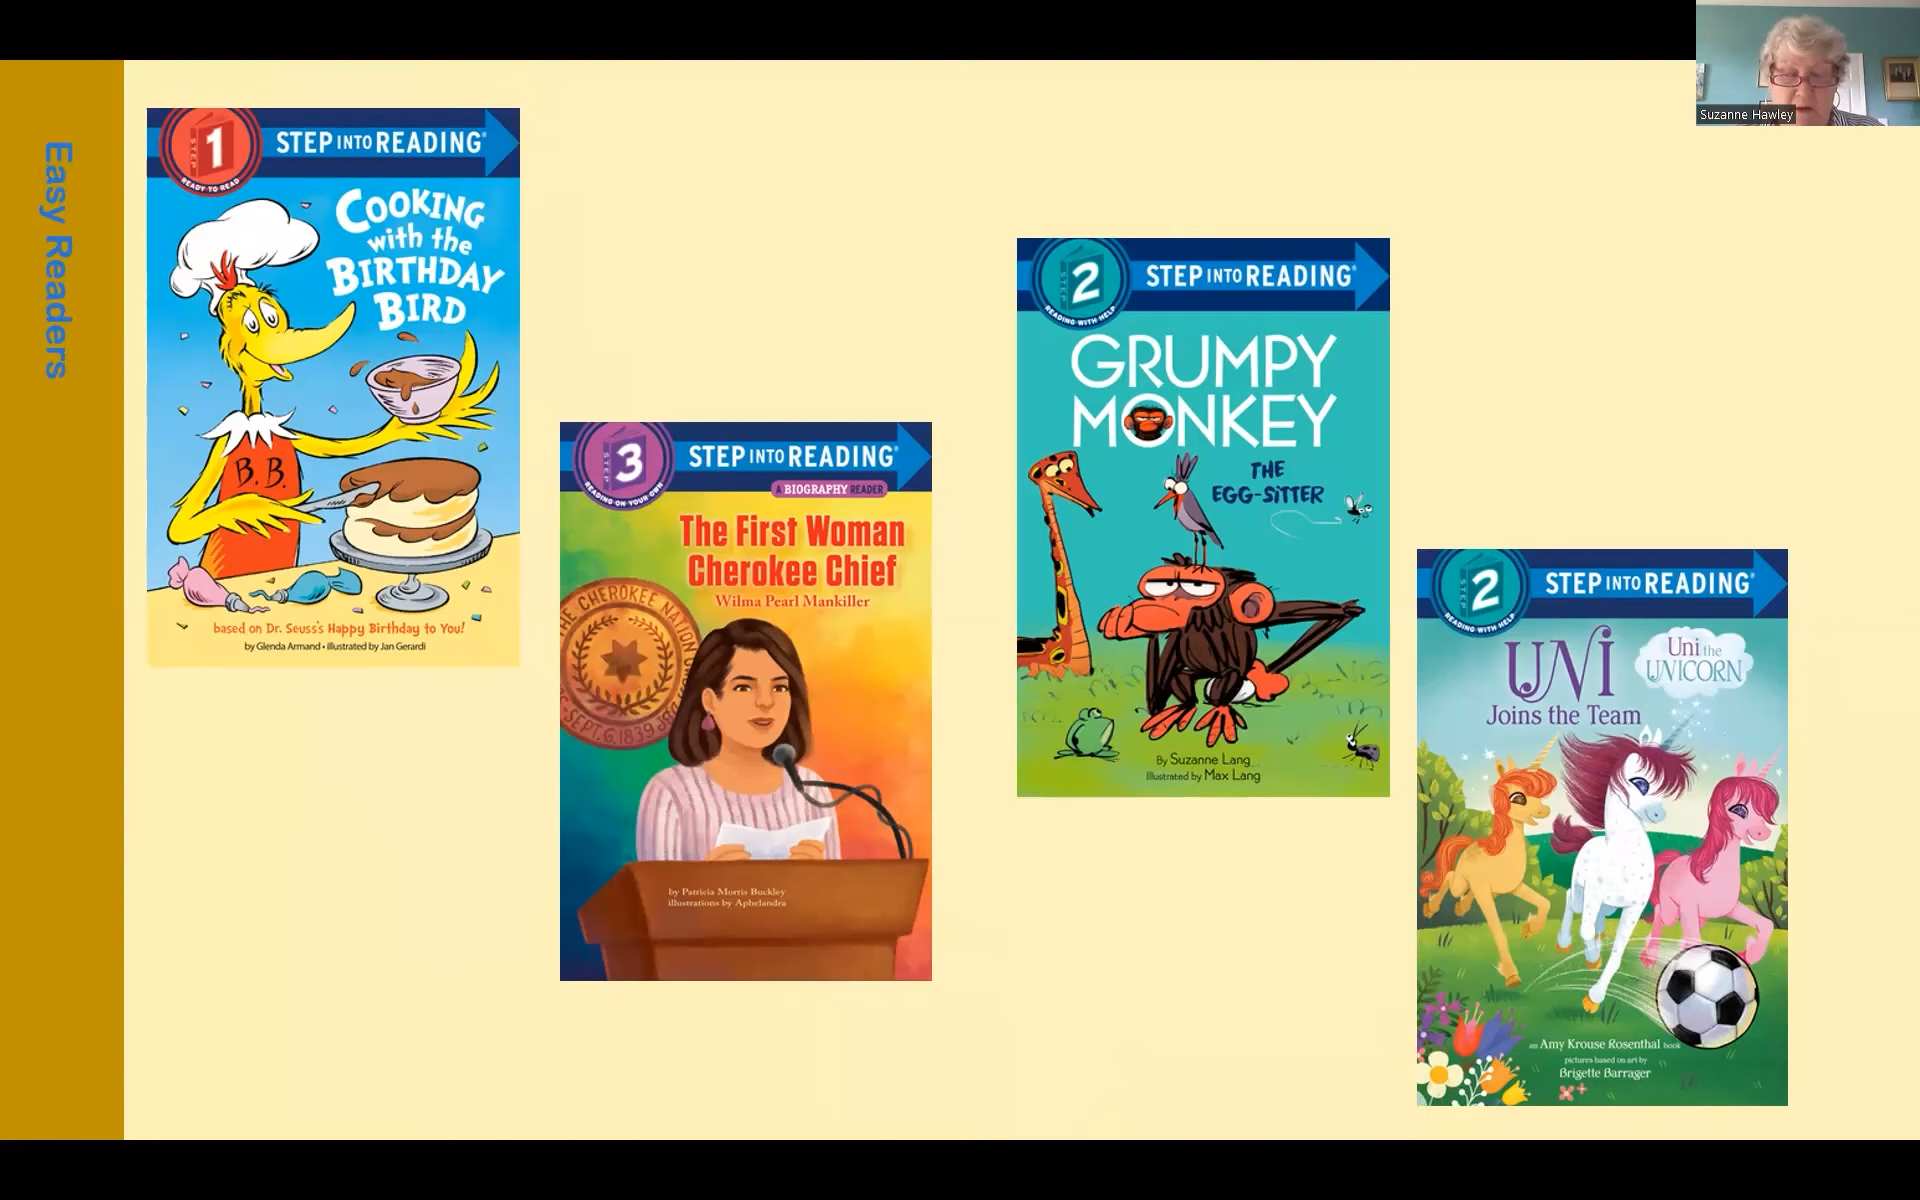 Easy Readers
STEP 1
READY TO READ
STEP INTO READING®
COOKING
with the
BIRTHDAY
BIRD
B.B.
based on Dr. Seuss's Happy Birthday to You!
by Glenda Armand • illustrated by Jan Gerardi
STEP 3
READING ON YOUR OWN
STEP INTO READING®
A BIOGRAPHY READER
The First Woman
Cherokee Chief
Wilma Pearl Mankiller
THE CHEROKEE NATION
SEPT. 6, 1839
by Patricia Morris Buckley
illustrations by Aphelandra
STEP 2
READING WITH HELP
STEP INTO READING®
GRUMPY
MONKEY
THE
EGG-SITTER
By Suzanne Lang
Illustrated by Max Lang
STEP 2
READING WITH HELP
STEP INTO READING®
UNI
Uni the
UNICORN
Joins the Team
an Amy Krouse Rosenthal book
pictures based on art by
Brigette Barrager
Suzanne Hawley